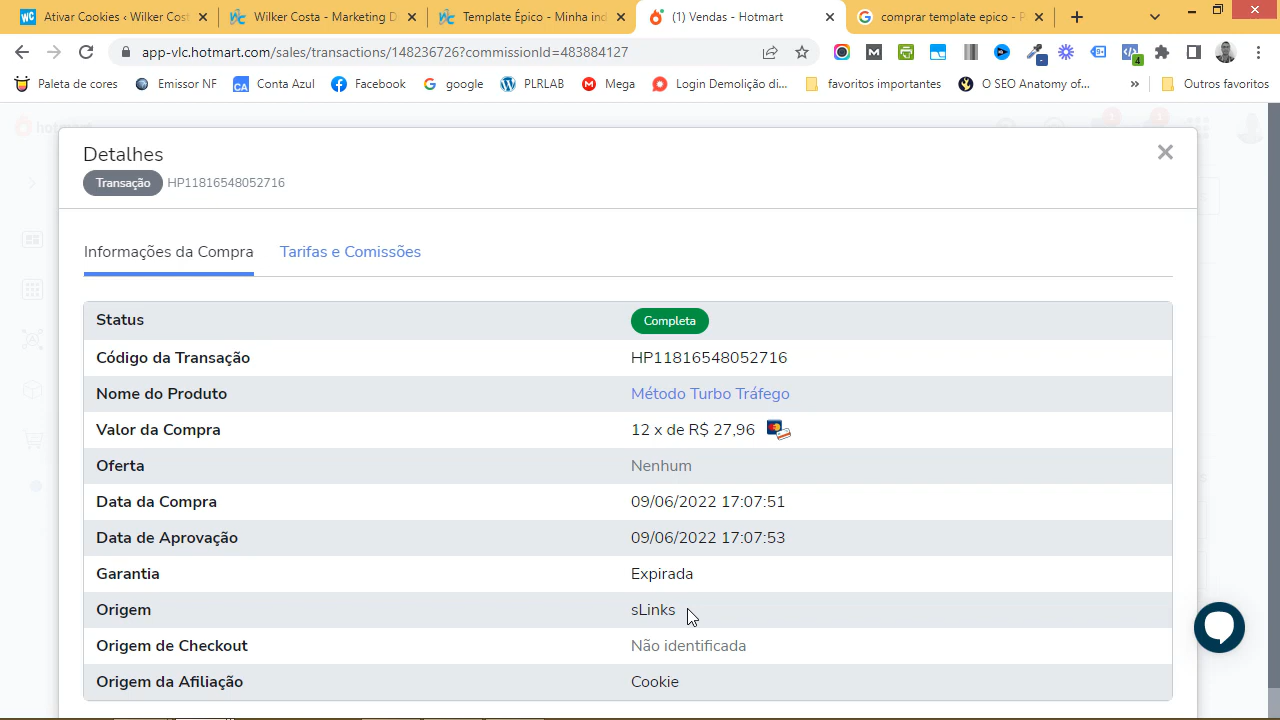 Ativar Cookies ‹ Wilker Cost
Wilker Costa - Marketing D
Template Épico - Minha ind
(1) Vendas - Hotmart
comprar template epico - P
app-vlc.hotmart.com/sales/transactions/148236726?commissionId=483884127
4
Paleta de cores
Emissor NF
CA
Conta Azul
Facebook
google
PLRLAB
Mega
Login Demolição di...
favoritos importantes
O SEO Anatomy of...
»
Outros favoritos
hotmart
Detalhes
Transação HP11816548052716
Informações da Compra
Tarifas e Comissões
Status Completa
Código da Transação HP11816548052716
Nome do Produto Método Turbo Tráfego
Valor da Compra 12 x de R$ 27,96
Oferta Nenhum
Data da Compra 09/06/2022 17:07:51
Data de Aprovação 09/06/2022 17:07:53
Garantia Expirada
Origem sLinks
Origem de Checkout Não identificada
Origem da Afiliação Cookie